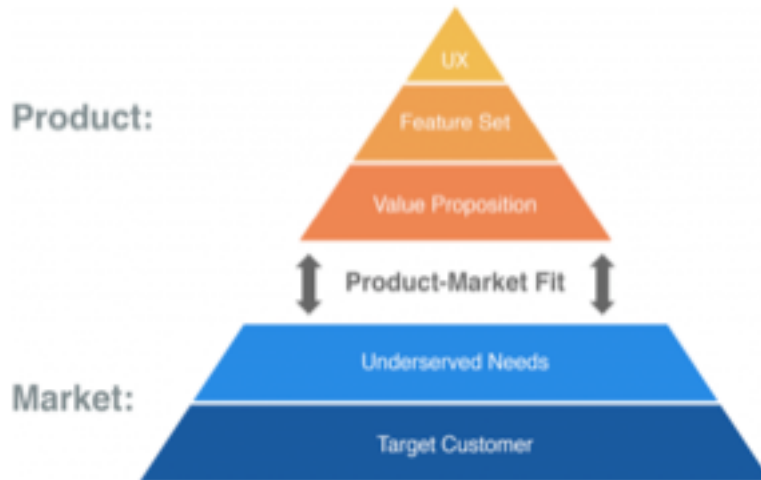 UX
Product:
Feature Set
Value Proposition
Product-Market Fit
Underserved Needs
Market:
Target Customer